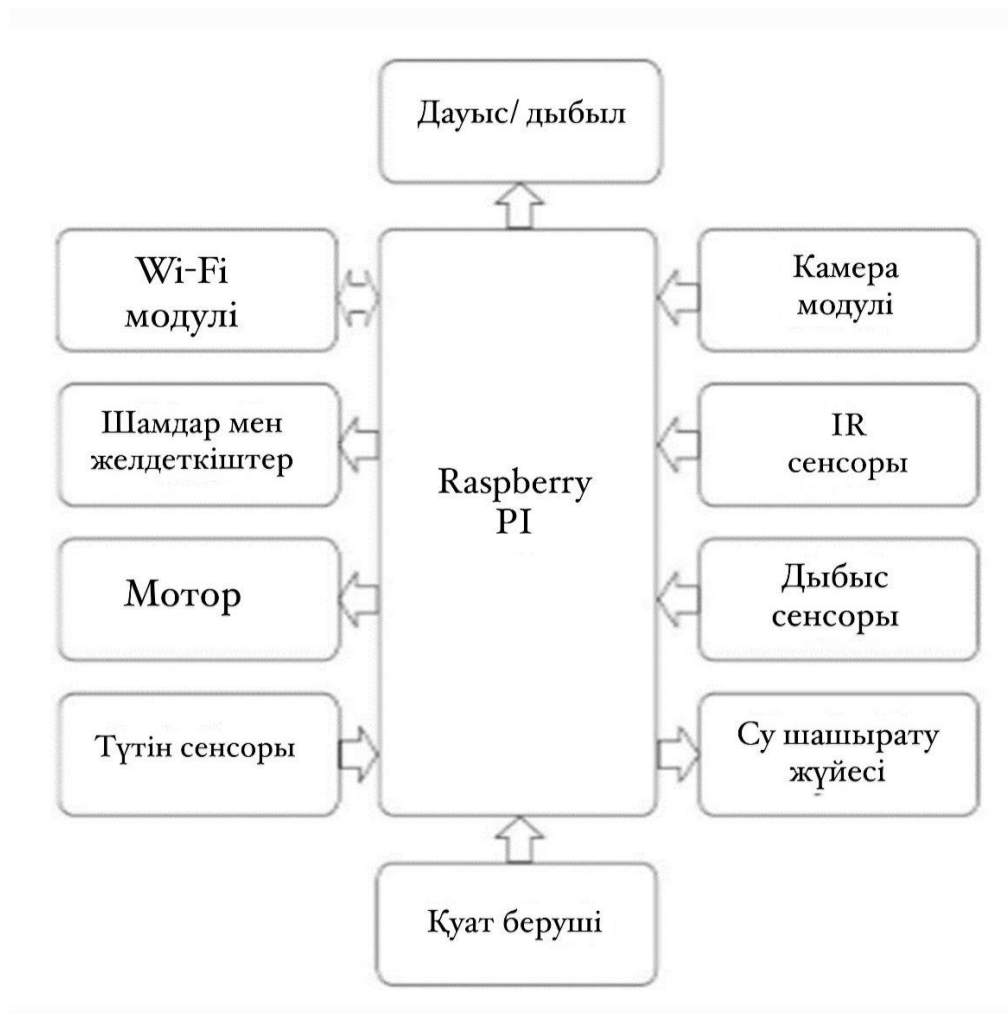 Дауыс/ дыбыл
Wi-Fi
модулі
Камера
модулі
Шамдар мен
желдеткіштер
IR
сенсоры
Raspberry
PI
Мотор
Дыбыс
сенсоры
Түтін сенсоры
Су шашырату
жүйесі
Қуат беруші